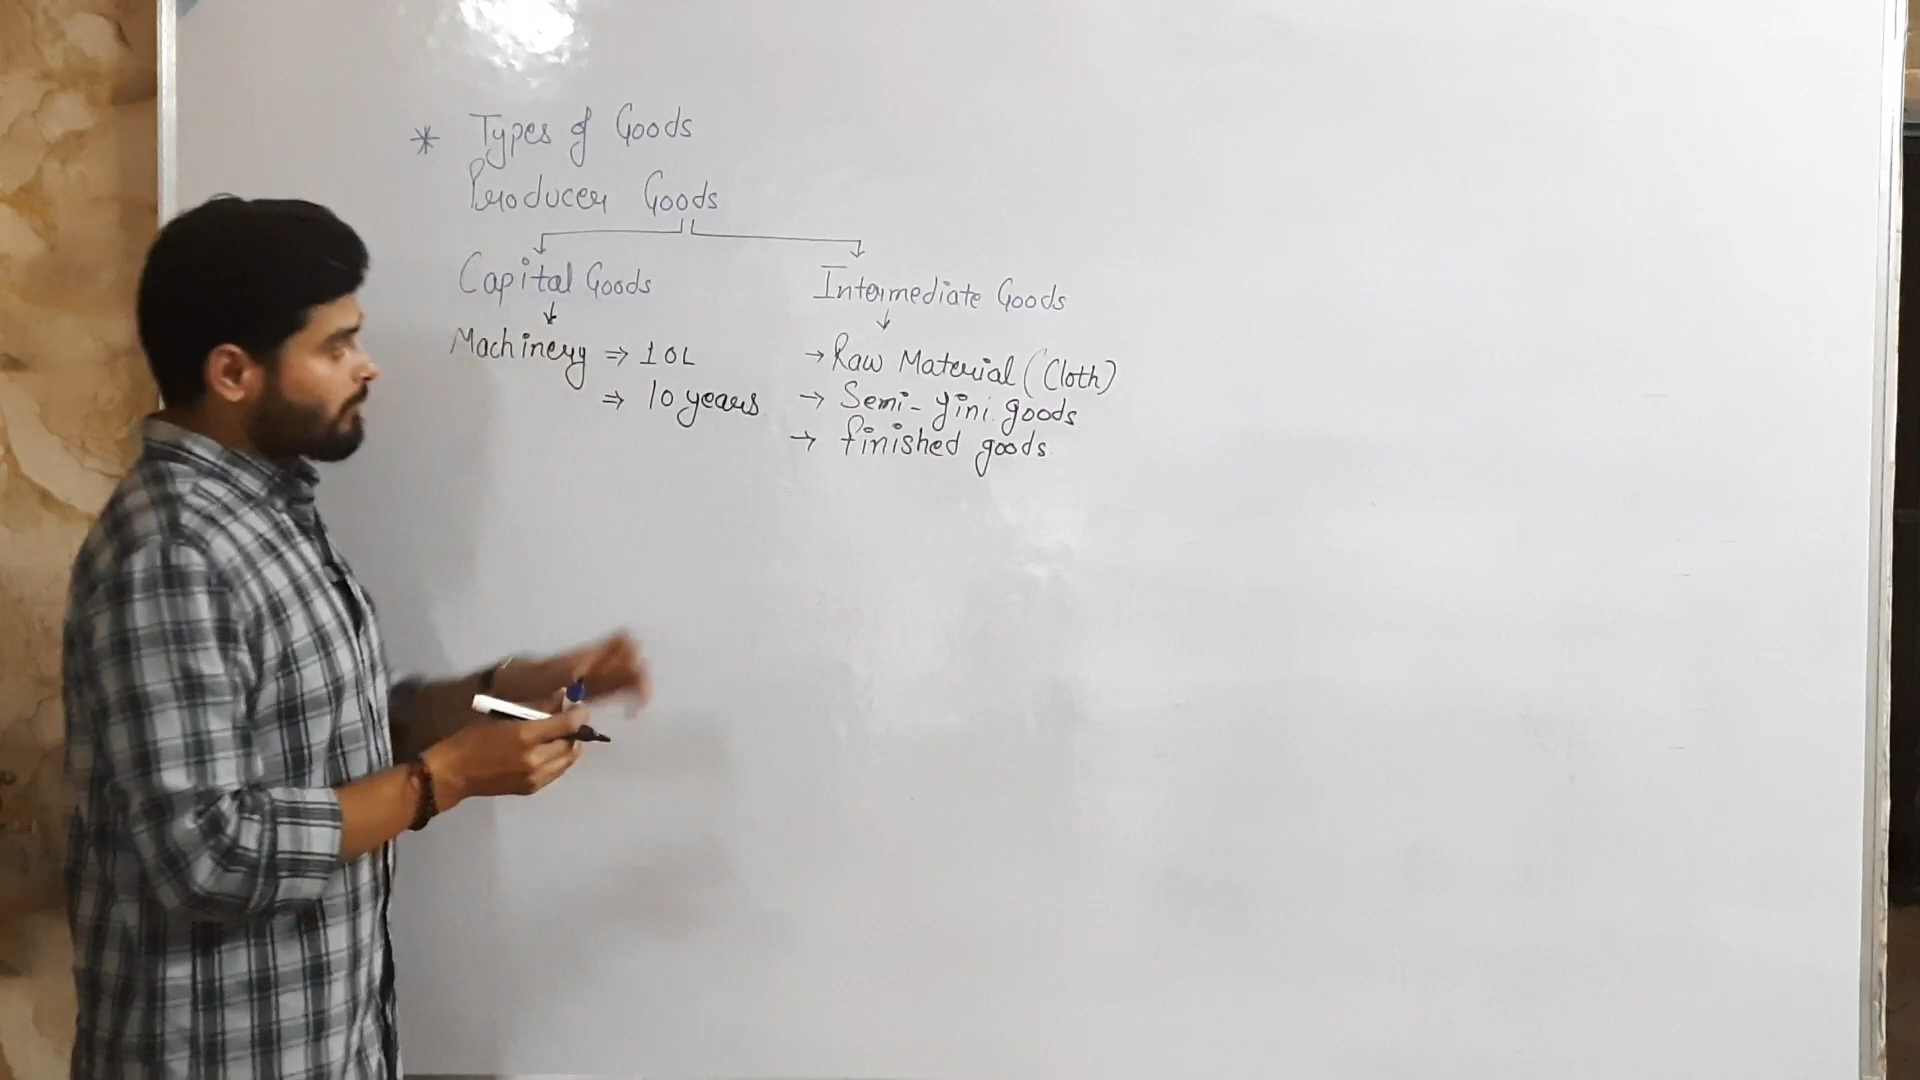 * Types of Goods
Producer Goods
Capital Goods
Intermediate Goods
Machinery ⇒ 10L
⇒ 10 years
→ Raw Material (Cloth)
→ Semi-fini. goods
→ finished goods.